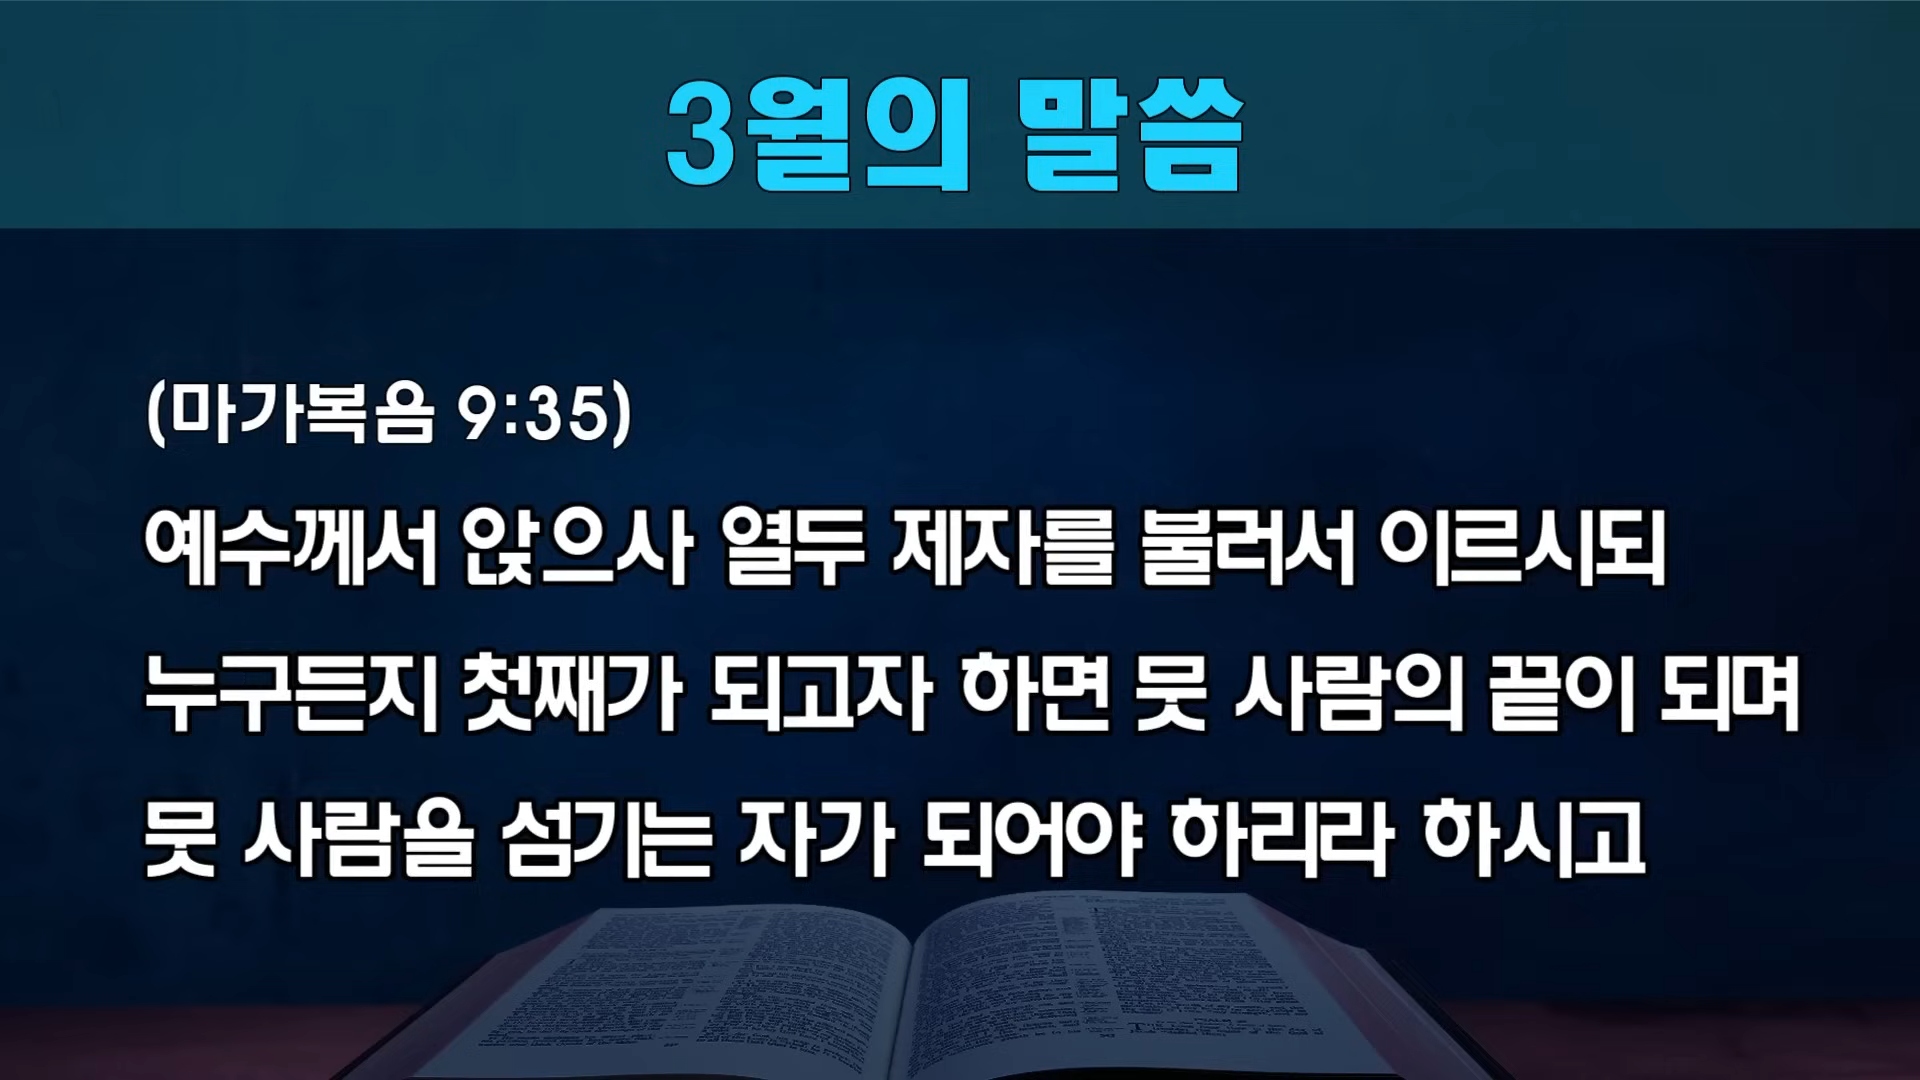 3월의 말씀
(마가복음 9:35)
예수께서 앉으사 열두 제자를 불러서 이르시되
누구든지 첫째가 되고자 하면 뭇 사람의 끝이 되며
뭇 사람을 섬기는 자가 되어야 하리라 하시고